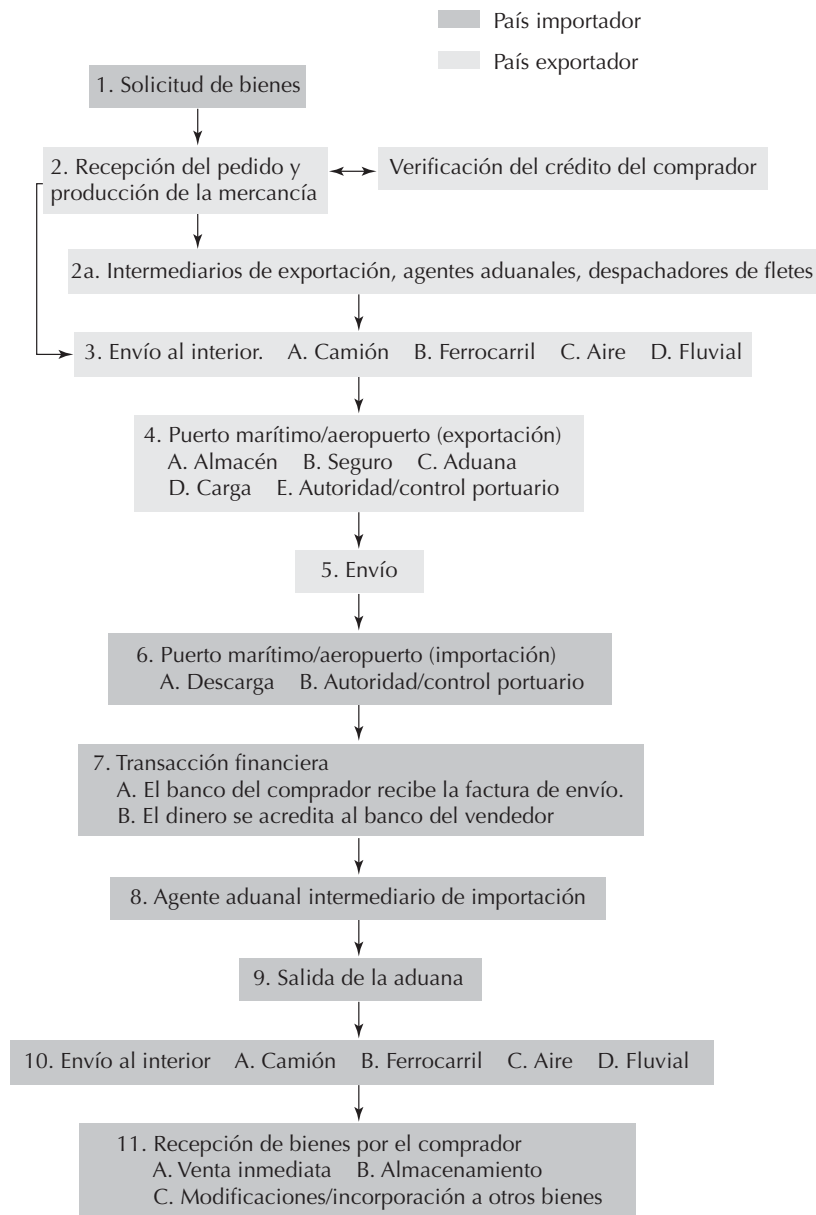 País importador
País exportador
1. Solicitud de bienes
2. Recepción del pedido y
producción de la mercancía
Verificación del crédito del comprador
2a. Intermediarios de exportación, agentes aduanales, despachadores de fletes
3. Envío al interior. A. Camión B. Ferrocarril C. Aire D. Fluvial
4. Puerto marítimo/aeropuerto (exportación)
A. Almacén B. Seguro C. Aduana
D. Carga E. Autoridad/control portuario
5. Envío
6. Puerto marítimo/aeropuerto (importación)
A. Descarga B. Autoridad/control portuario
7. Transacción financiera
A. El banco del comprador recibe la factura de envío.
B. El dinero se acredita al banco del vendedor
8. Agente aduanal intermediario de importación
9. Salida de la aduana
10. Envío al interior A. Camión B. Ferrocarril C. Aire D. Fluvial
11. Recepción de bienes por el comprador
A. Venta inmediata B. Almacenamiento
C. Modificaciones/incorporación a otros bienes